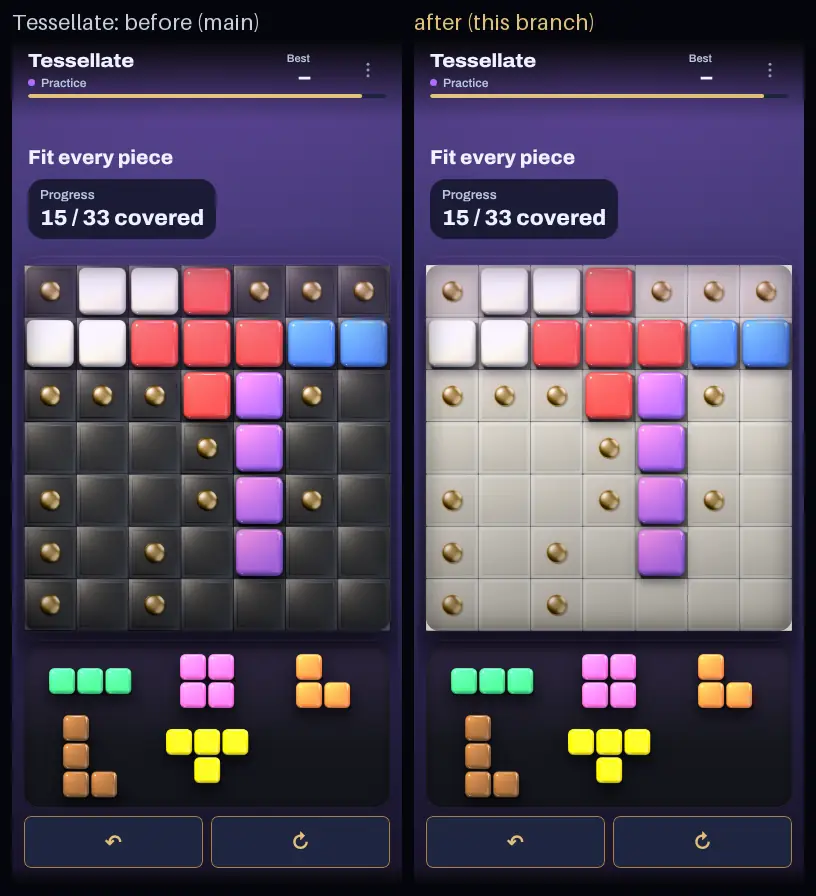 Tessellate: before (main)
after (this branch)
Tessellate
Best
Practice
–
Fit every piece
Progress
15 / 33 covered
Tessellate
Best
Practice
–
Fit every piece
Progress
15 / 33 covered